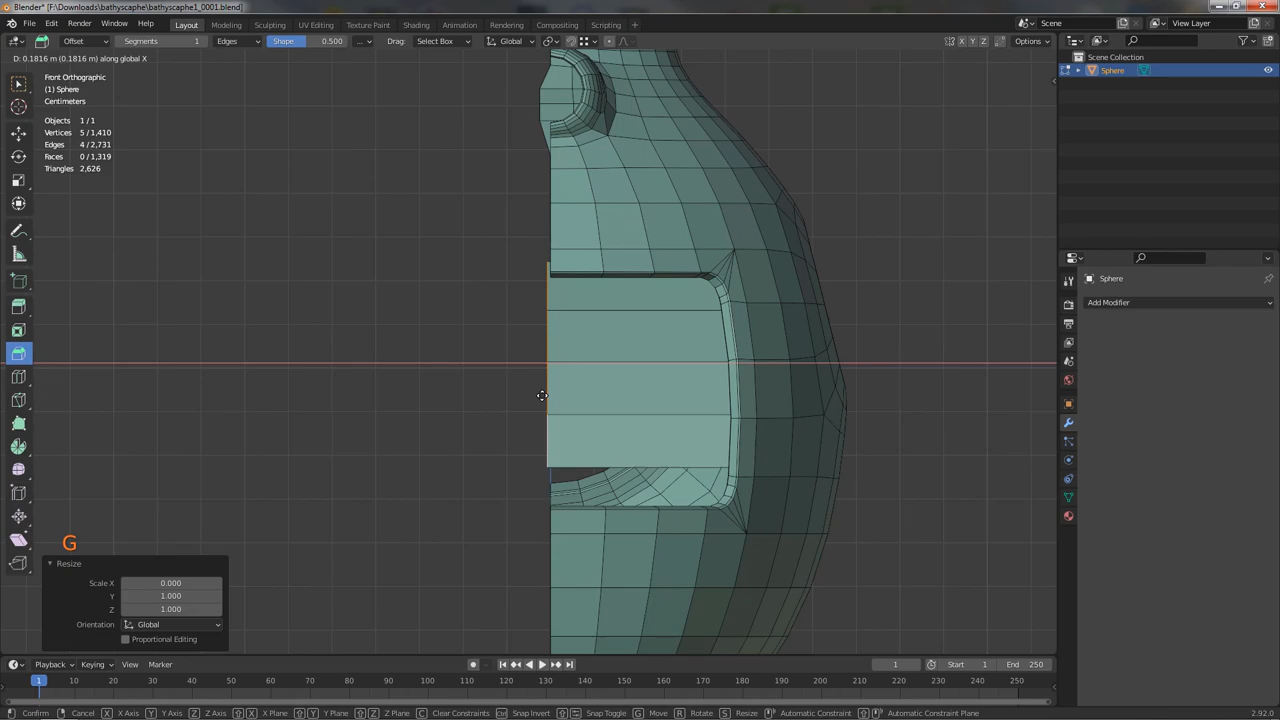 Blender* [F:\Downloads\bathyscaphe\bathyscaphe1_0001.blend]
File Edit Render Window Help Layout Modeling Sculpting UV Editing Texture Paint Shading Animation Rendering Compositing Scripting Scene View Layer
Offset Segments 1 Edges Shape 0.500 ... Drag: Select Box Global X Y Z Options
D: 0.1816 m (0.1816 m) along global X
Scene Collection
Sphere
Front Orthographic
(1) Sphere
Centimeters
Objects 1/1
Vertices 5/1,410
Edges 4/2,731
Faces 0/1,319
Triangles 2,626
Sphere
Add Modifier
G
Resize
Scale X 0.000
Y 1.000
Z 1.000
Orientation Global
Proportional Editing
Playback Keying View Marker 1 Start 1 End 250
1 10 20 30 40 50 60 70 80 90 100 110 120 130 140 150 160 170 180 190 200 210 220 230 240 250
Confirm Cancel X X Axis Y Y Axis Z Z Axis X X Plane Y Y Plane Z Z Plane C Clear Constraints Snap Invert Snap Toggle G Move R Rotate S Resize Automatic Constraint Automatic Constraint Plane 2.92.0